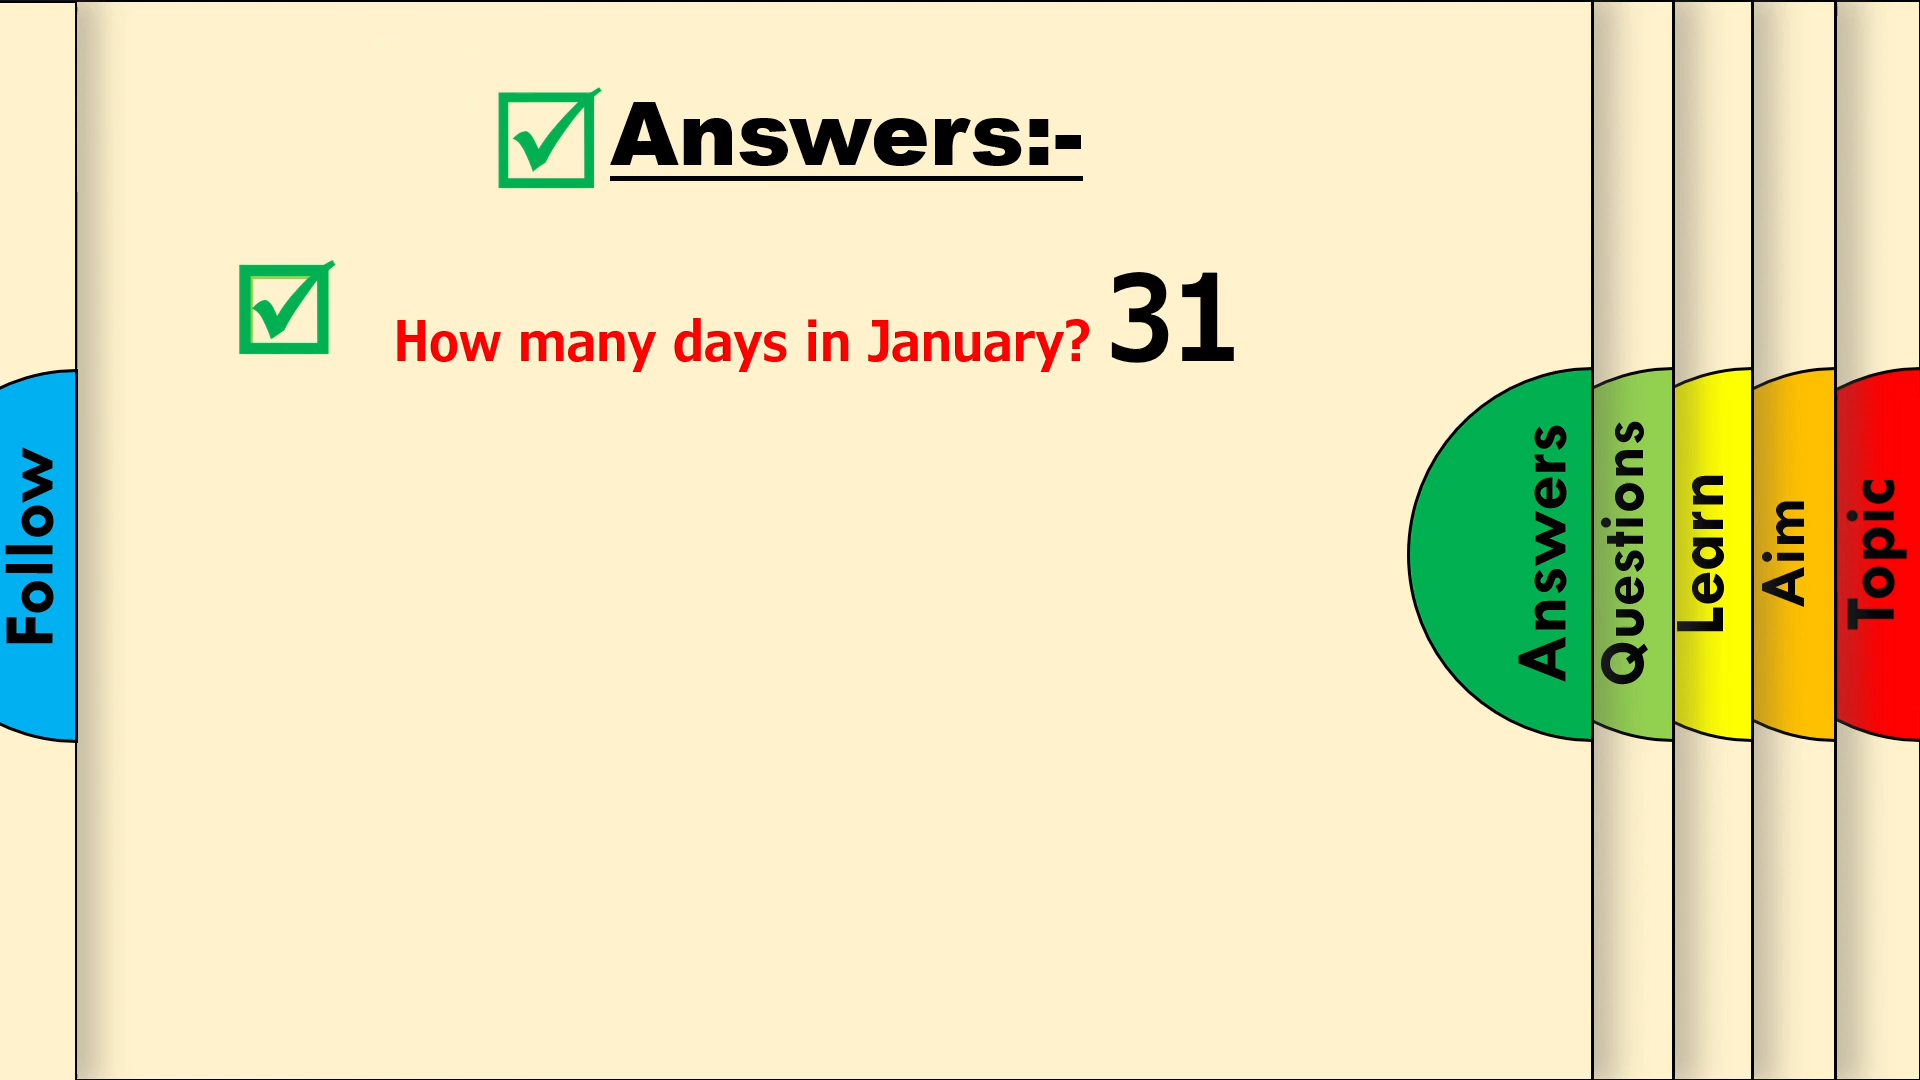 Answers:-
How many days in January? 31
Follow
Answers
Questions
Learn
Aim
Topic